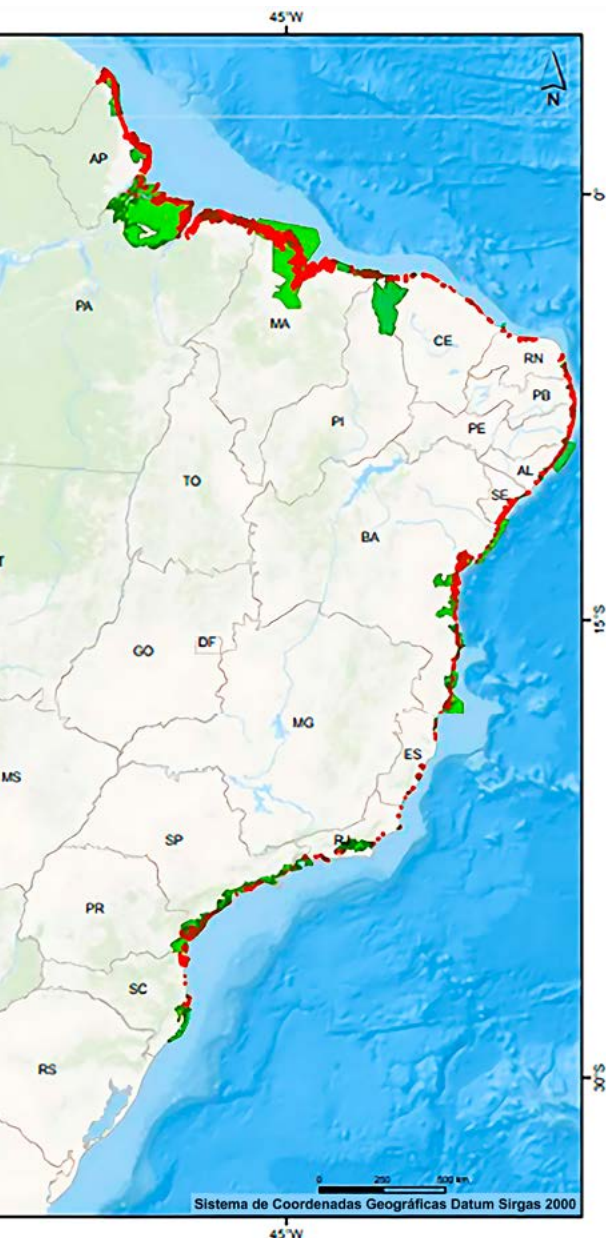 45°W
N
AP
0°
PA
MA
CE
RN
PB
PI
PE
AL
TO
SE
BA
15°S
GO
DF
MG
ES
MS
SP
RJ
PR
SC
RS
30°S
0 250 500 km
Sistema de Coordenadas Geográficas Datum Sirgas 2000
45°W